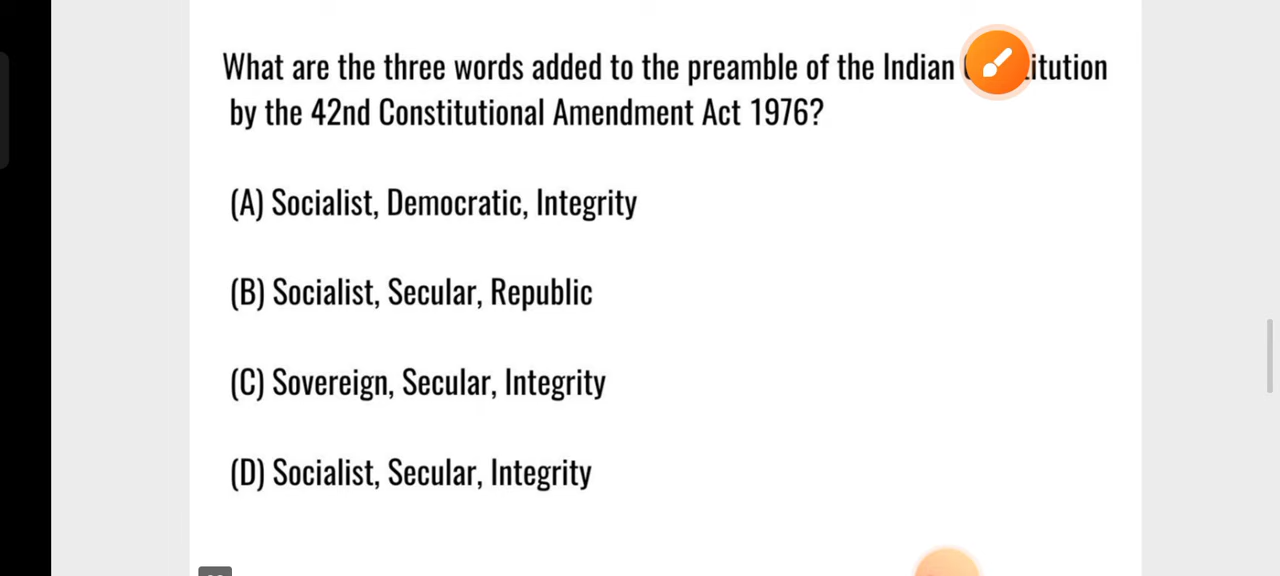 What are the three words added to the preamble of the Indian itution
by the 42nd Constitutional Amendment Act 1976?
(A) Socialist, Democratic, Integrity
(B) Socialist, Secular, Republic
(C) Sovereign, Secular, Integrity
(D) Socialist, Secular, Integrity